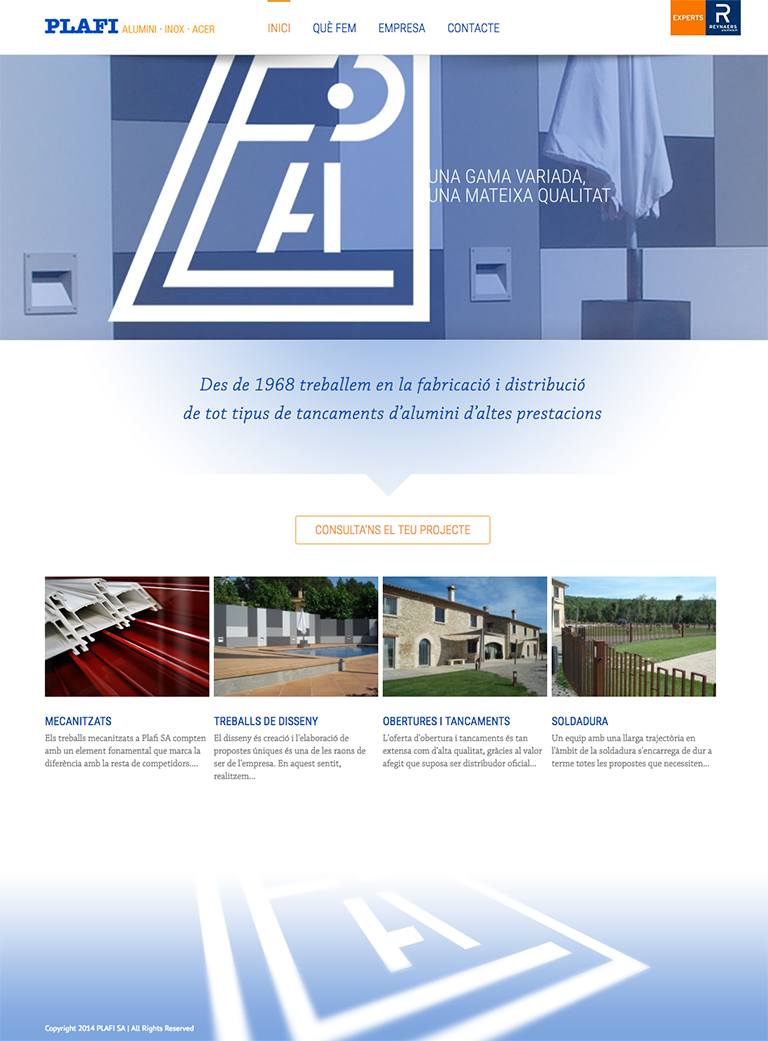 PLAFI ALUMINI · INOX · ACER
INICI QUÈ FEM EMPRESA CONTACTE
EXPERTS
R
REYNAERS
UNA GAMA VARIADA,
UNA MATEIXA QUALITAT
Des de 1968 treballem en la fabricació i distribució
de tot tipus de tancaments d'alumini d'altes prestacions
CONSULTA'NS EL TEU PROJECTE
MECANITZATS
Els treballs mecanitzats a Plafi SA compten
amb un element fonamental que marca la
diferència amb la resta de competidors....
TREBALLS DE DISSENY
El disseny és creació i l'elaboració de
propostes úniques és una de les raons de
ser de l'empresa. En aquest sentit,
realitzem...
OBERTURES I TANCAMENTS
L'oferta d'obertura i tancaments és tan
extensa com d'alta qualitat, gràcies al valor
afegit que suposa ser distribuïdor oficial...
SOLDADURA
Un equip amb una llarga trajectòria en
l'àmbit de la soldadura s'encarrega de dur a
terme totes les propostes que necessiten...
Copyright 2014 PLAFI SA | All Rights Reserved